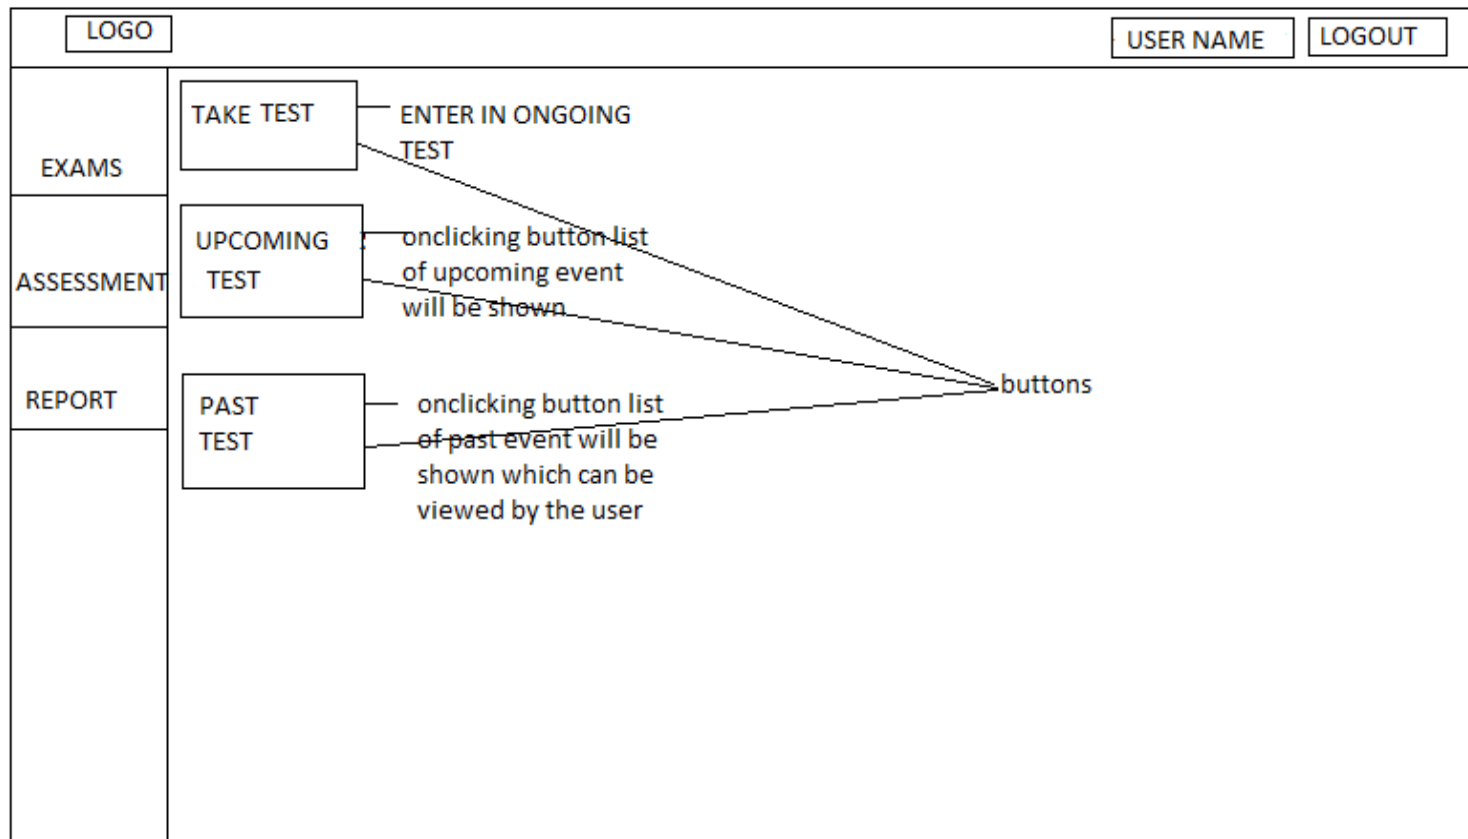 LOGO
USER NAME
LOGOUT
EXAMS
ASSESSMENT
REPORT
TAKE TEST
ENTER IN ONGOING
TEST
UPCOMING
TEST
onclicking button list
of upcoming event
will be shown
PAST
TEST
onclicking button list
of past event will be
shown which can be
viewed by the user
buttons